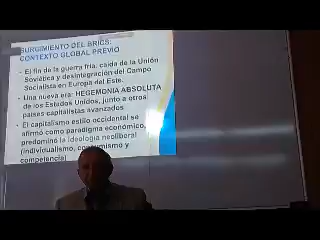 SURGIMIENTO DEL BRICS:
CONTEXTO GLOBAL PREVIO
- El fin de la guerra fría, caída de la Unión
Soviética y desintegración del Campo
Socialista en Europa del Este.
- Una nueva era: HEGEMONIA ABSOLUTA
de los Estados Unidos, junto a otros
países capitalistas avanzados
- El capitalismo estilo occidental se
afirmó como paradigma económico,
predominó la ideología neoliberal
(individualismo, consumismo y
competencia)